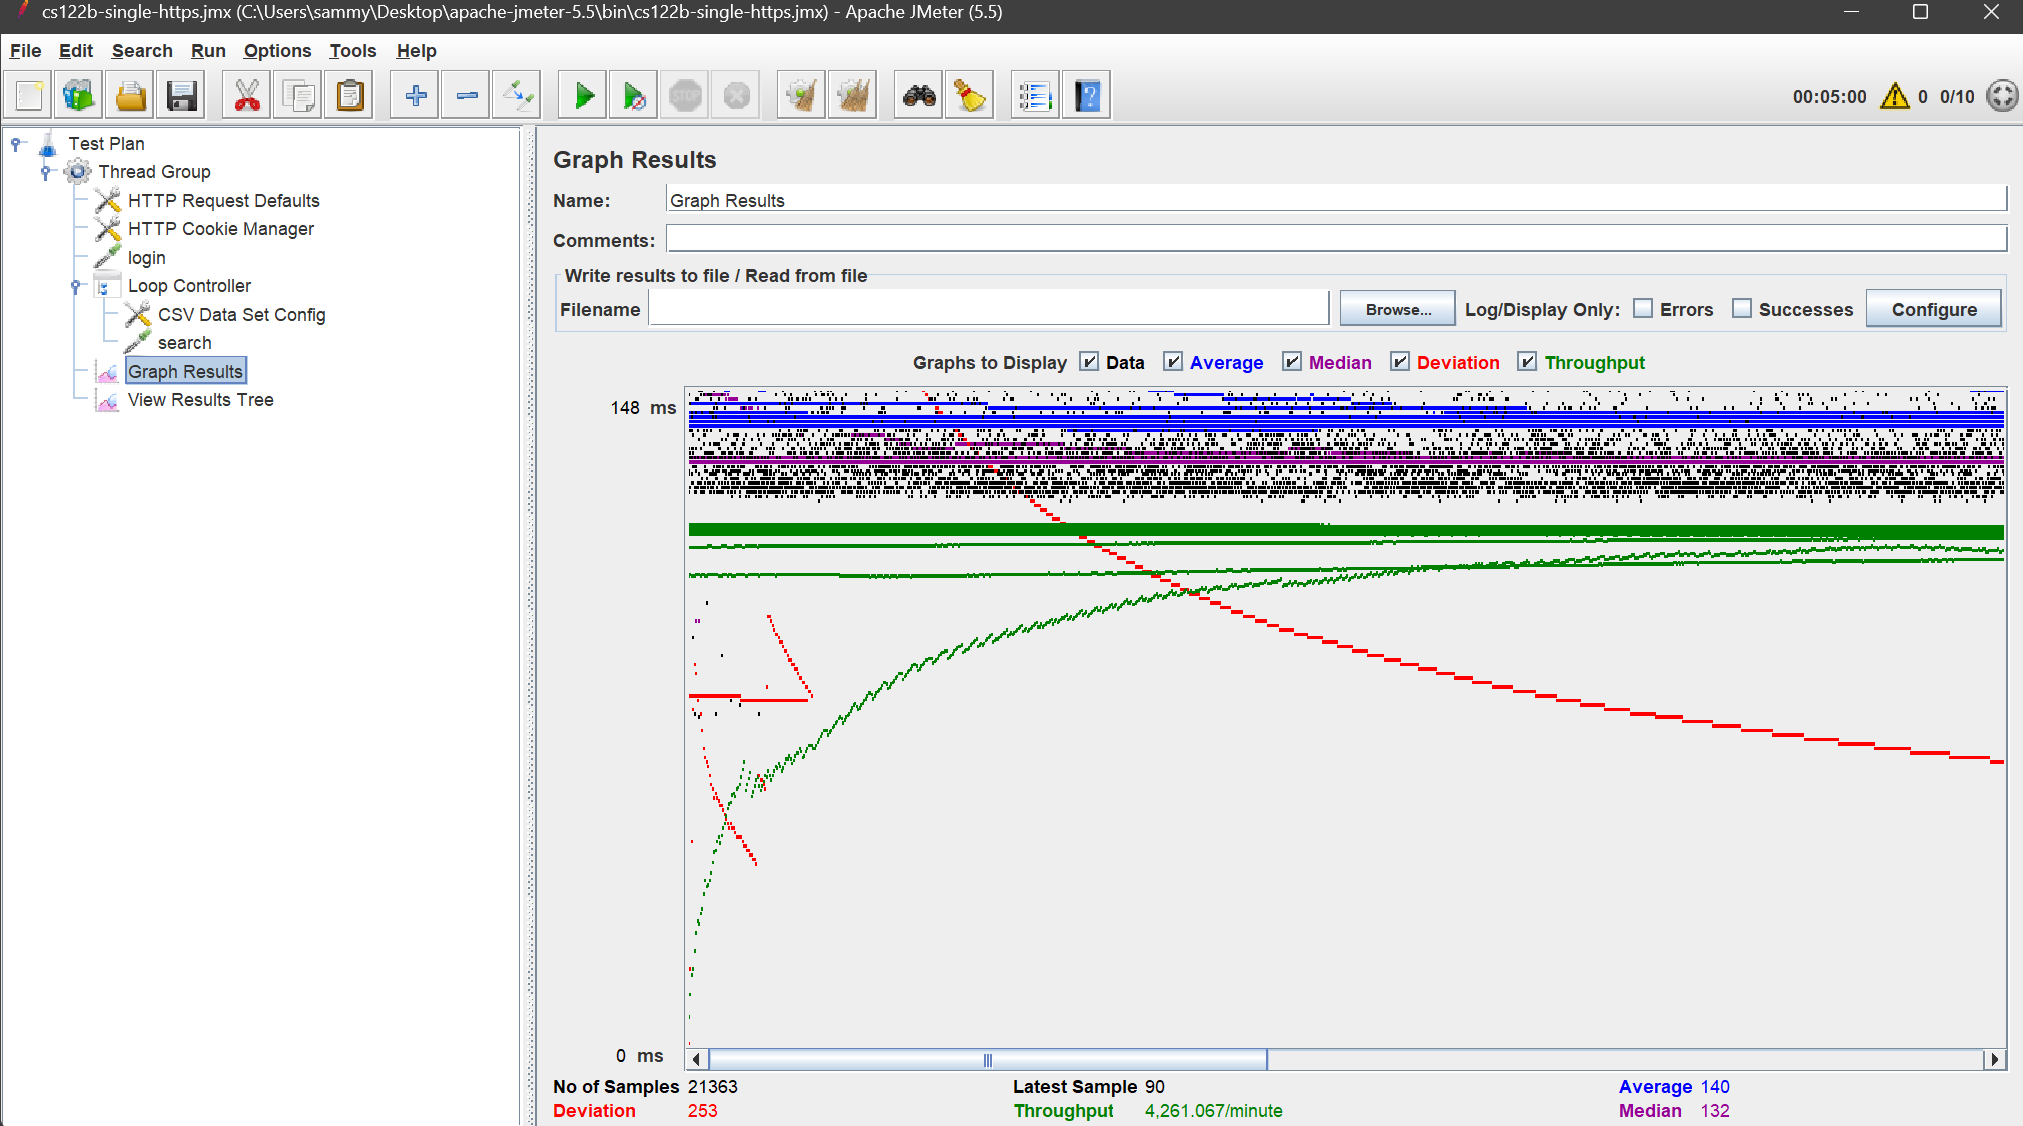 cs122b-single-https.jmx (C:\Users\sammy\Desktop\apache-jmeter-5.5\bin\cs122b-single-https.jmx) - Apache JMeter (5.5)
File Edit Search Run Options Tools Help
STOP
00:05:00 0 0/10
Test Plan
Thread Group
HTTP Request Defaults
HTTP Cookie Manager
login
Loop Controller
CSV Data Set Config
search
Graph Results
View Results Tree
Graph Results
Name: Graph Results
Comments:
Write results to file / Read from file
Filename Browse... Log/Display Only: Errors Successes Configure
Graphs to Display Data Average Median Deviation Throughput
148 ms
0 ms
No of Samples 21363 Latest Sample 90 Average 140
Deviation 253 Throughput 4,261.067/minute Median 132